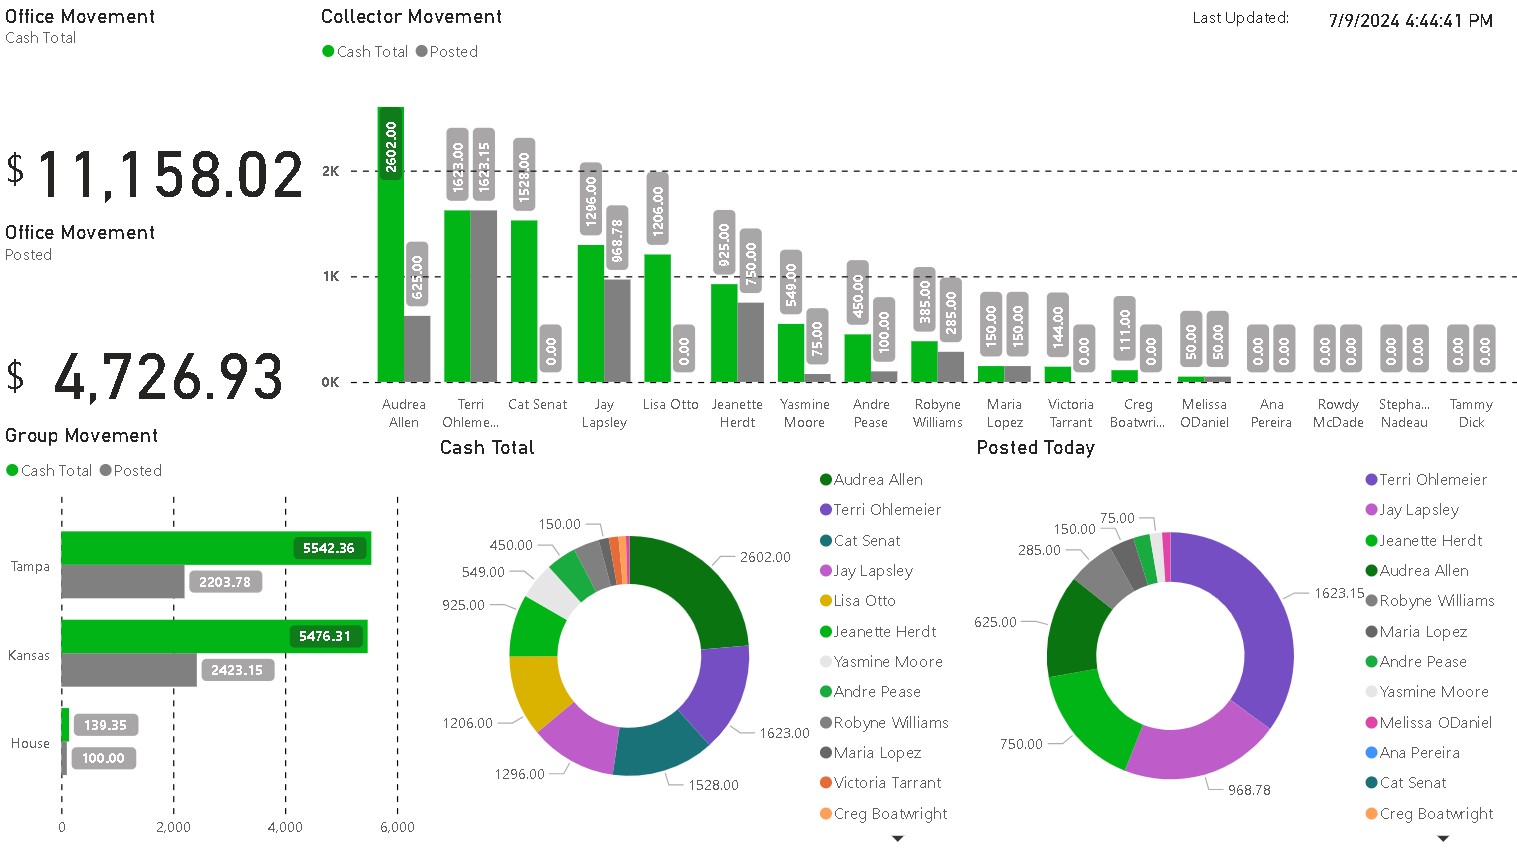 Office Movement
Cash Total
$ 11,158.02
Office Movement
Posted
$ 4,726.93
Collector Movement
Cash Total Posted
Last Updated: 7/9/2024 4:44:41 PM
2K
1K
0K
2602.00 625.00
1623.00 1623.15
1528.00 0.00
1296.00 968.78
1206.00 0.00
925.00 750.00
549.00 75.00
450.00 100.00
385.00 285.00
150.00 150.00
144.00 0.00
111.00 0.00
50.00 50.00
0.00 0.00
0.00 0.00
0.00 0.00
0.00 0.00
Audrea
Allen
Terri
Ohleme...
Cat Senat
Jay
Lapsley
Lisa Otto
Jeanette
Herdt
Yasmine
Moore
Andre
Pease
Robyne
Williams
Maria
Lopez
Victoria
Tarrant
Creg
Boatwri...
Melissa
ODaniel
Ana
Pereira
Rowdy
McDade
Stepha...
Nadeau
Tammy
Dick
Group Movement
Cash Total Posted
Tampa
5542.36
2203.78
Kansas
5476.31
2423.15
House
139.35
100.00
0 2,000 4,000 6,000
Cash Total
2602.00
1623.00
1528.00
1296.00
1206.00
925.00
549.00
450.00
150.00
Audrea Allen
Terri Ohlemeier
Cat Senat
Jay Lapsley
Lisa Otto
Jeanette Herdt
Yasmine Moore
Andre Pease
Robyne Williams
Maria Lopez
Victoria Tarrant
Creg Boatwright
Posted Today
1623.15
968.78
750.00
625.00
285.00
150.00
75.00
Terri Ohlemeier
Jay Lapsley
Jeanette Herdt
Audrea Allen
Robyne Williams
Maria Lopez
Andre Pease
Yasmine Moore
Melissa ODaniel
Ana Pereira
Cat Senat
Creg Boatwright